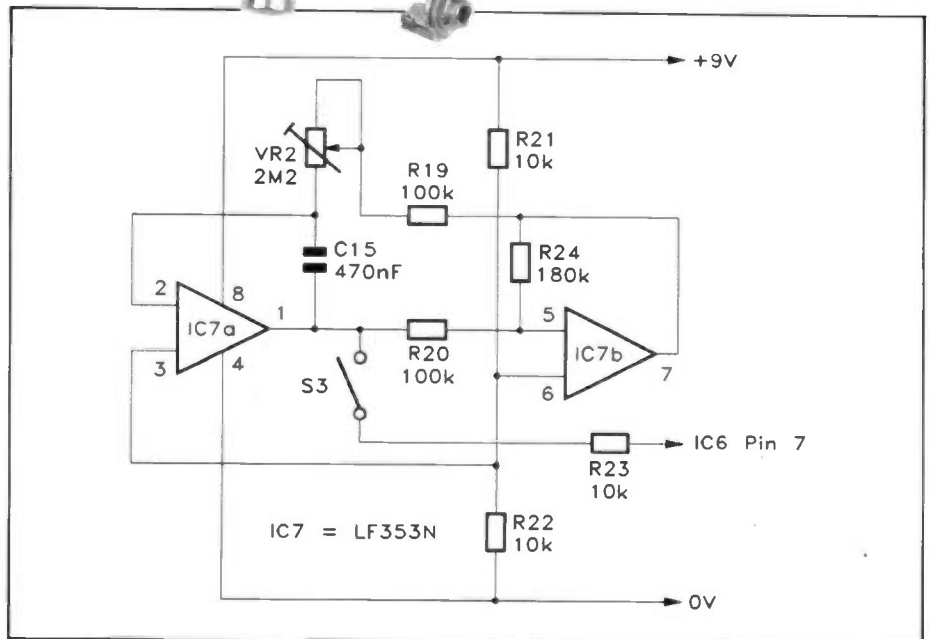 +9V
R21
10k
VR2
2M2
R19
100k
C15
470nF
R24
180k
2
8
IC7a
1
3
4
R20
100k
5
IC7b
6
7
S3
IC6 Pin 7
R23
10k
IC7 = LF353N
R22
10k
0V